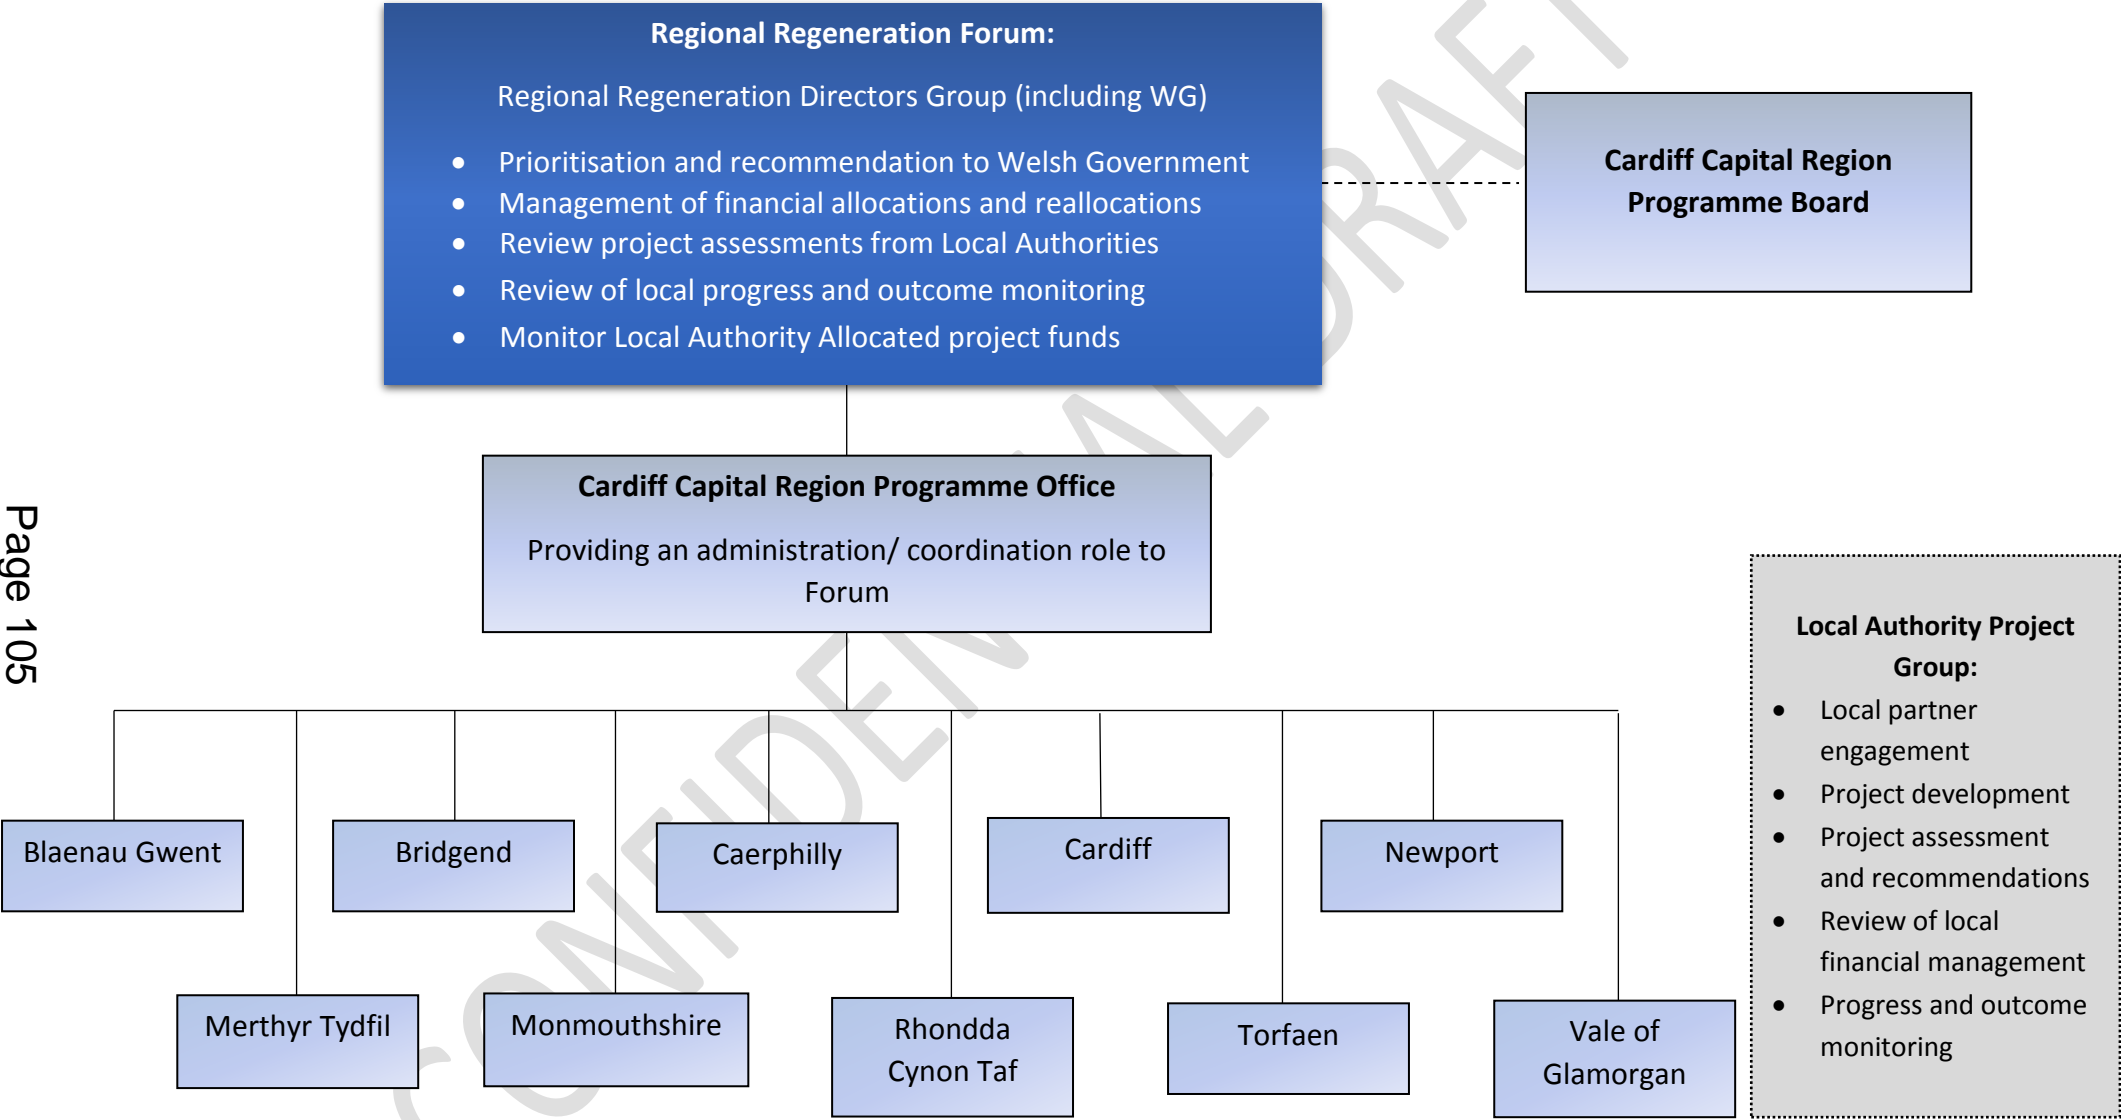 Regional Regeneration Forum:
Regional Regeneration Directors Group (including WG)
• Prioritisation and recommendation to Welsh Government
• Management of financial allocations and reallocations
• Review project assessments from Local Authorities
• Review of local progress and outcome monitoring
• Monitor Local Authority Allocated project funds
Cardiff Capital Region
Programme Board
Cardiff Capital Region Programme Office
Providing an administration/ coordination role to
Forum
Blaenau Gwent
Bridgend
Caerphilly
Cardiff
Newport
Merthyr Tydfil
Monmouthshire
Rhondda
Cynon Taf
Torfaen
Vale of
Glamorgan
Local Authority Project
Group:
• Local partner
engagement
• Project development
• Project assessment
and recommendations
• Review of local
financial management
• Progress and outcome
monitoring
Page 105
CONFIDENTIAL DRAFT